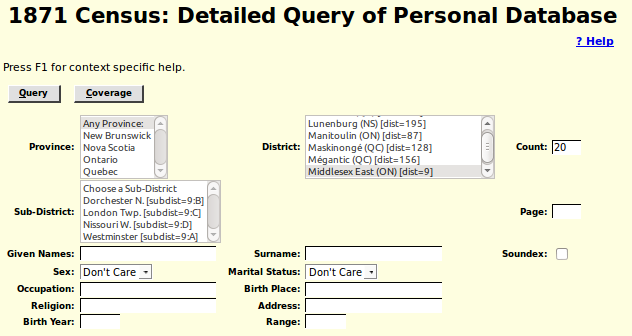 1871 Census: Detailed Query of Personal Database
? Help
Press F1 for context specific help.
Query Coverage
Province:
Any Province:
New Brunswick
Nova Scotia
Ontario
Quebec
District:
Lunenburg (NS) [dist=195]
Manitoulin (ON) [dist=87]
Maskinongé (QC) [dist=128]
Mégantic (QC) [dist=156]
Middlesex East (ON) [dist=9]
Count: 20
Sub-District:
Choose a Sub-District
Dorchester N. [subdist=9:B]
London Twp. [subdist=9:C]
Nissouri W. [subdist=9:D]
Westminster [subdist=9:A]
Page:
Given Names: Surname: Soundex:
Sex: Don't Care Marital Status: Don't Care
Occupation: Birth Place:
Religion: Address:
Birth Year: Range: